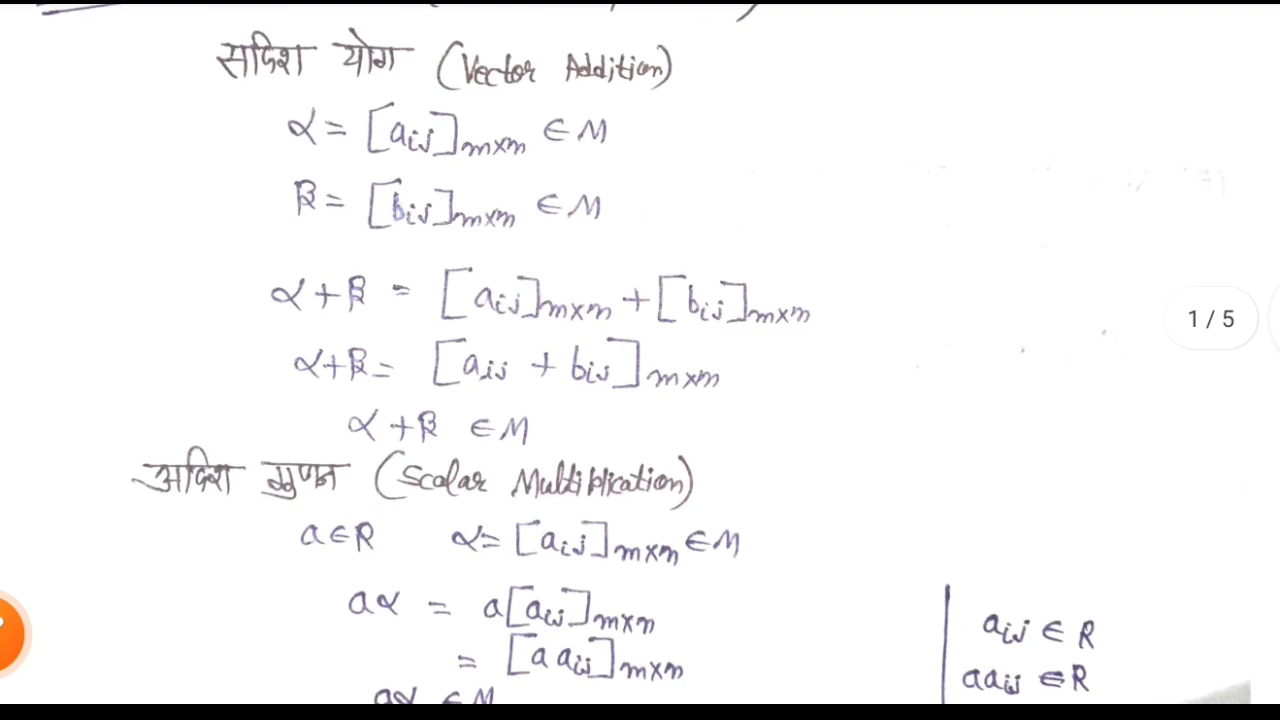 सदिश योग (Vector Addition)
α = [aij]m×n ∈ M
β = [bij]m×n ∈ M
α + β = [aij]m×n + [bij]m×n
α + β = [aij + bij]m×n
α + β ∈ M
अदिश गुणन (Scalar Multiplication)
a ∈ R α = [aij]m×n ∈ M
aα = a[aij]m×n
= [a aij]m×n
aα ∈ M
aij ∈ R
aaij ∈ R
1 / 5